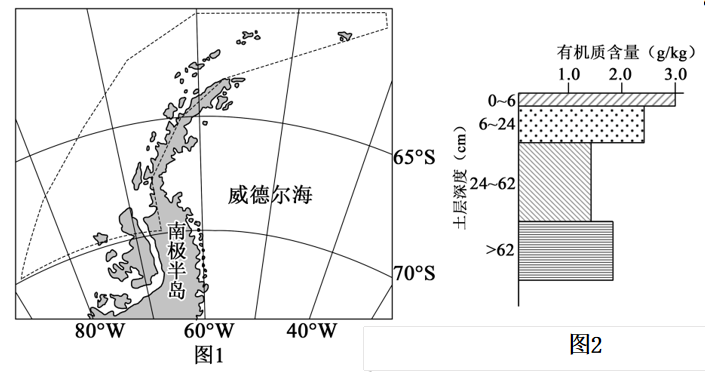 65°S
威德尔海
南极半岛
70°S
80°W 60°W 40°W
图1
有机质含量（g/kg）
1.0 2.0 3.0
0~6
6~24
24~62
>62
土层深度（cm）
图2